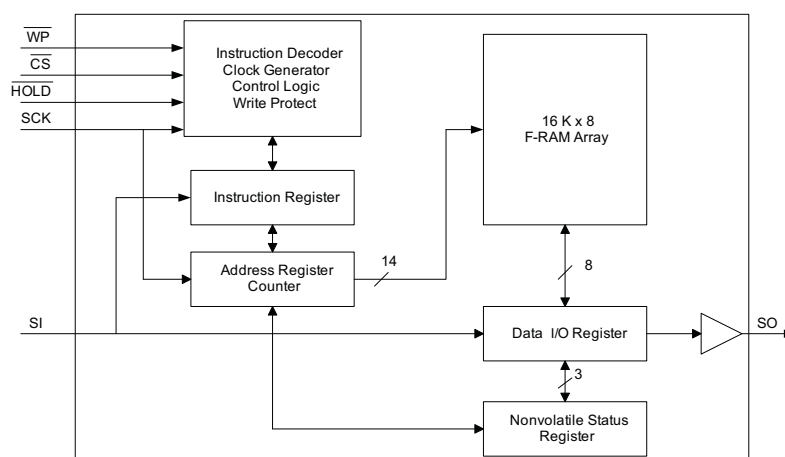 WP
CS
HOLD
SCK
Instruction Decoder
Clock Generator
Control Logic
Write Protect
16 K x 8
F-RAM Array
Instruction Register
Address Register
Counter
14
8
SI
Data I/O Register
SO
3
Nonvolatile Status
Register